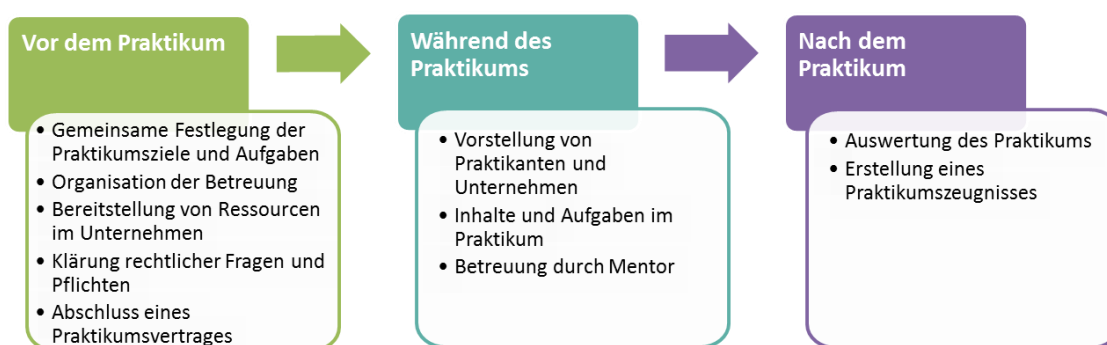 Vor dem Praktikum
• Gemeinsame Festlegung der
Praktikumsziele und Aufgaben
• Organisation der Betreuung
• Bereitstellung von Ressourcen
im Unternehmen
• Klärung rechtlicher Fragen und
Pflichten
• Abschluss eines
Praktikumsvertrages
Während des
Praktikums
• Vorstellung von
Praktikanten und
Unternehmen
• Inhalte und Aufgaben im
Praktikum
• Betreuung durch Mentor
Nach dem
Praktikum
• Auswertung des Praktikums
• Erstellung eines
Praktikumszeugnisses